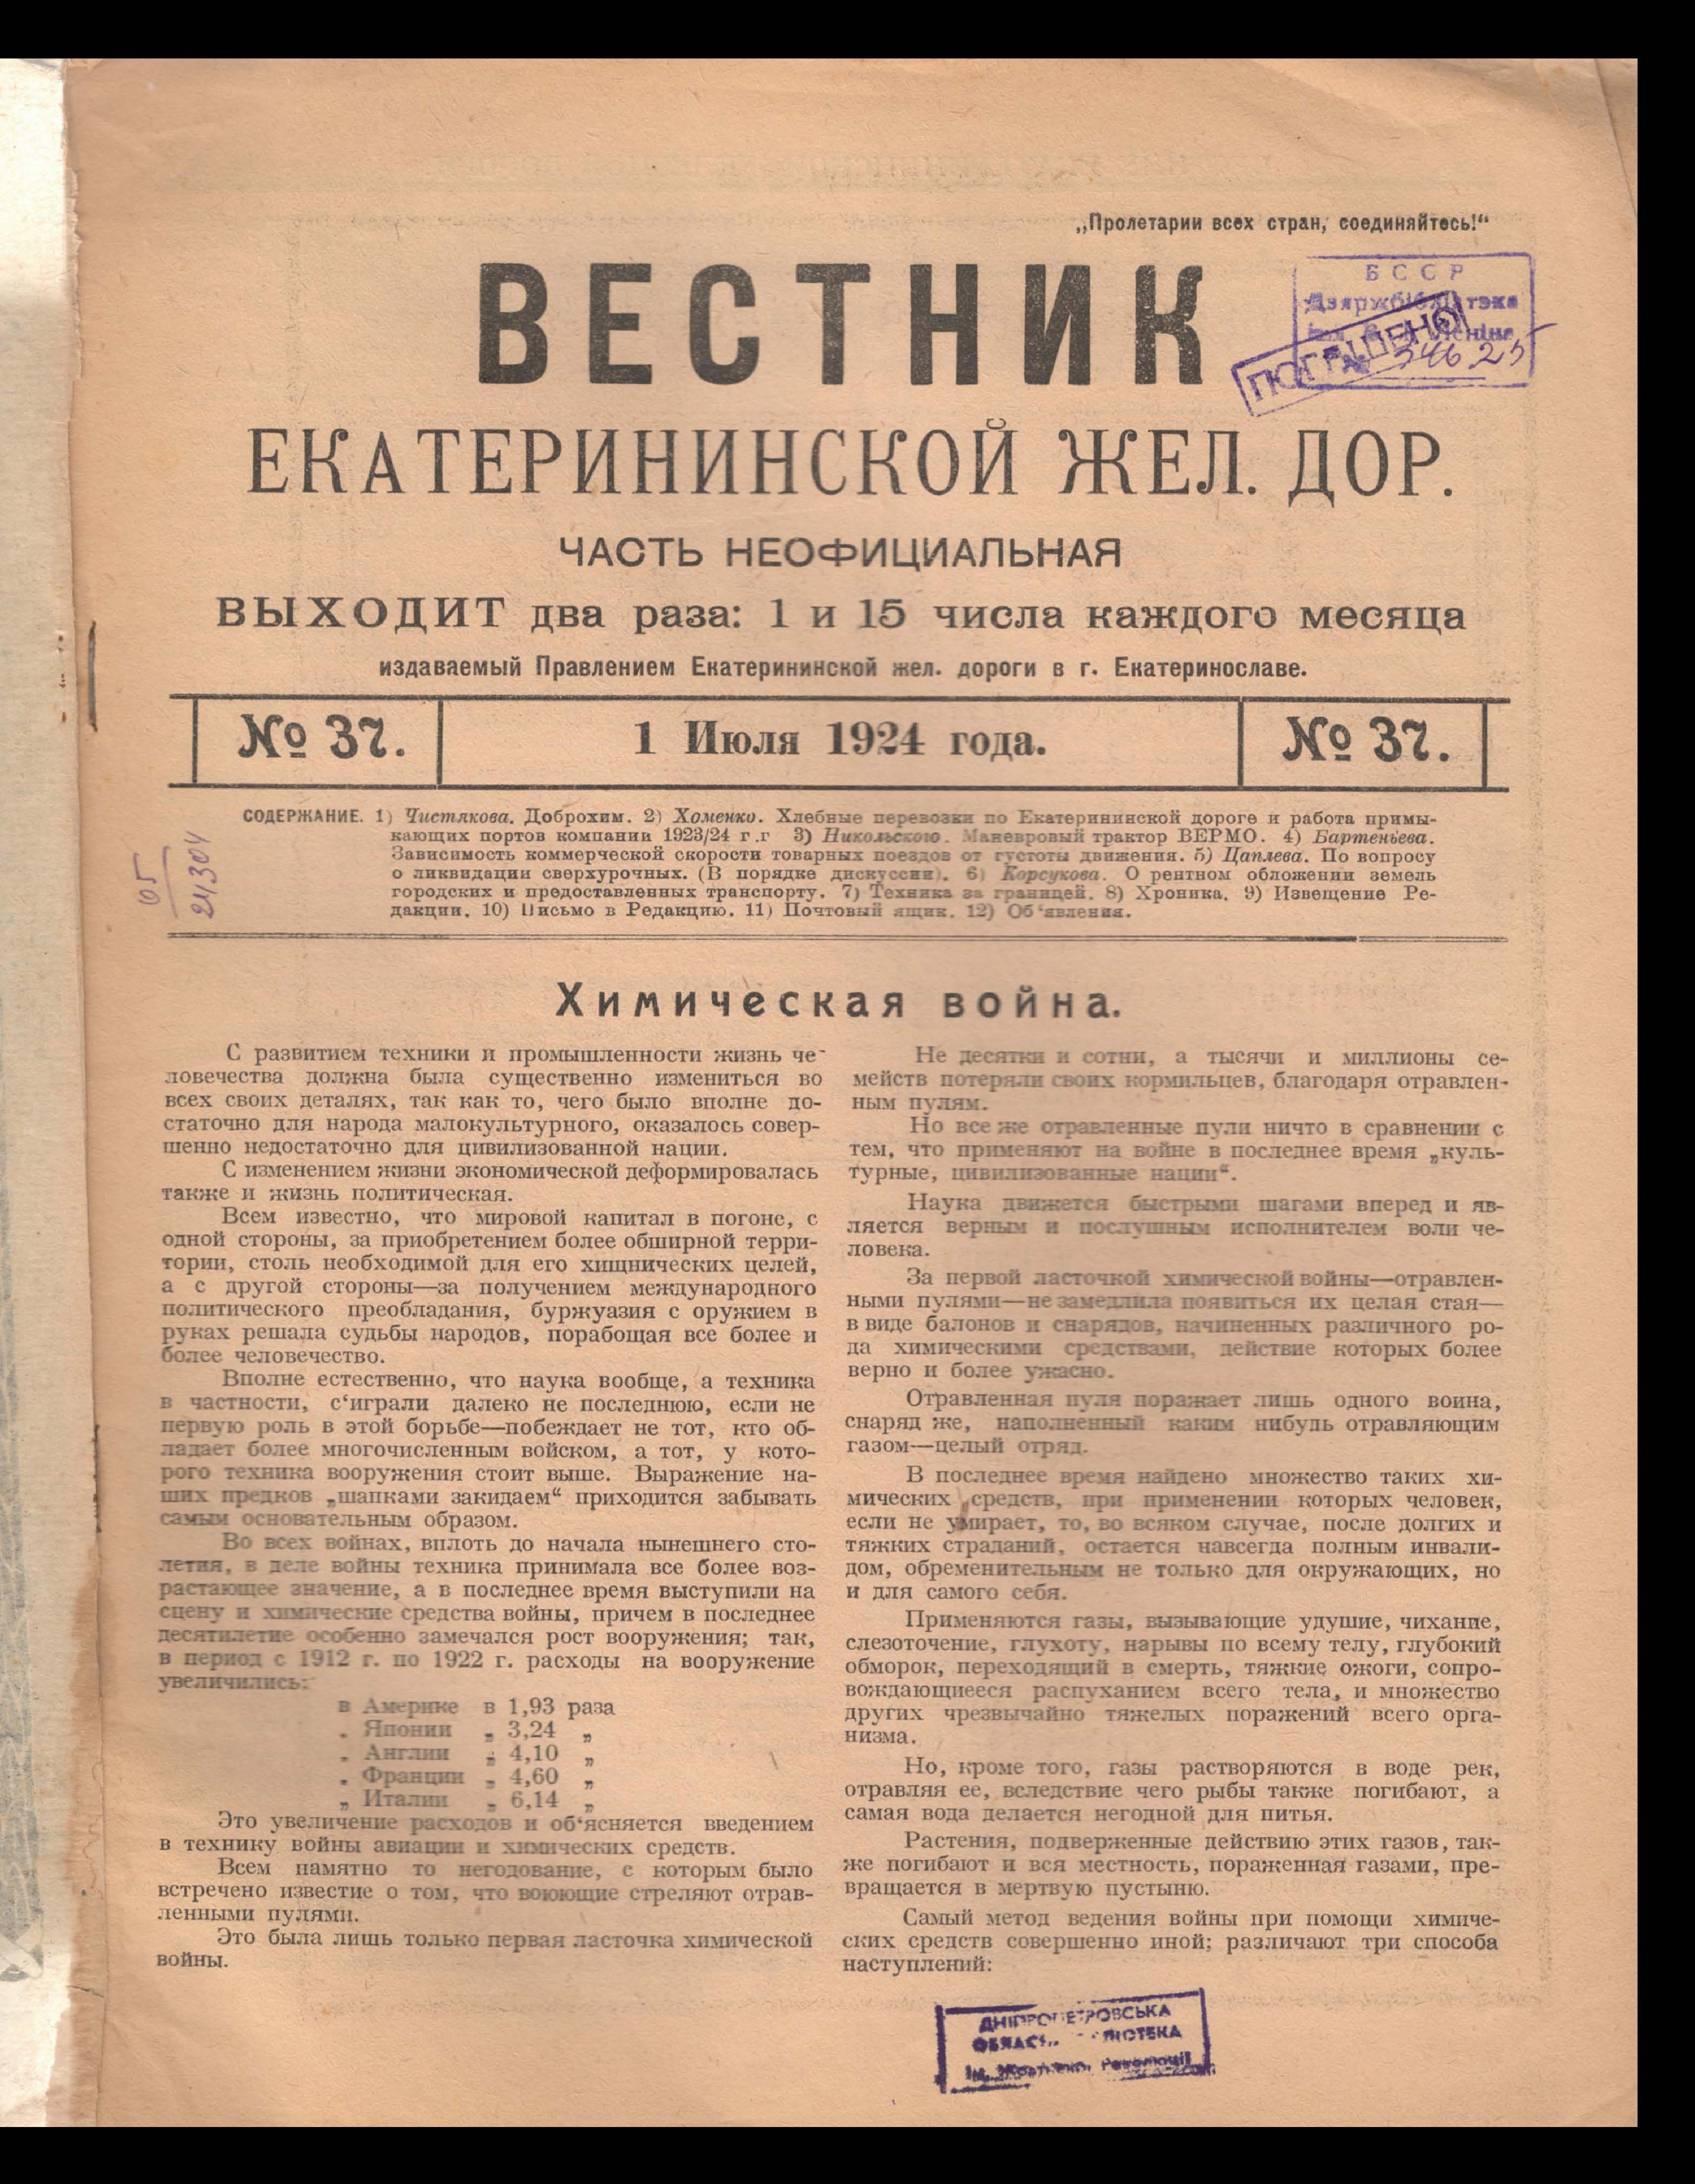 „Пролетарии всех стран, соединяйтесь!“
ВЕСТНИК
БССР
Дзяржбібліятэка
Леніна
ПОГАШЕНО
34625
ЕКАТЕРИНИНСКОЙ ЖЕЛ. ДОР.
ЧАСТЬ НЕОФИЦИАЛЬНАЯ
ВЫХОДИТ два раза: 1 и 15 числа каждого месяца
издаваемый Правлением Екатерининской жел. дороги в г. Екатеринославе.
№ 37.
1 Июля 1924 года.
№ 37.
СОДЕРЖАНИЕ. 1) Чистякова. Доброхим. 2) Хоменко. Хлебные перевозки по Екатерининской дороге и работа примы-
кающих портов компании 1923/24 г.г 3) Никольского. Маневровый трактор ВЕРМО. 4) Бартеньева.
Зависимость коммерческой скорости товарных поездов от густоты движения. 5) Цаплева. По вопросу
о ликвидации сверхурочных. (В порядке дискуссии). 6) Корсукова. О рентном обложении земель
городских и предоставленных транспорту. 7) Техника за границей. 8) Хроника. 9) Извещение Ре-
дакции. 10) Письмо в Редакцию. 11) Почтовый ящик. 12) Об‘явления.
65
21304
Химическая война.
С развитием техники и промышленности жизнь че-
ловечества должна была существенно измениться во
всех своих деталях, так как то, чего было вполне до-
статочно для народа малокультурного, оказалось совер-
шенно недостаточно для цивилизованной нации.
С изменением жизни экономической деформировалась
также и жизнь политическая.
Всем известно, что мировой капитал в погоне, с
одной стороны, за приобретением более обширной терри-
тории, столь необходимой для его хищнических целей,
а с другой стороны—за получением международного
политического преобладания, буржуазия с оружием в
руках решала судьбы народов, порабощая все более и
более человечество.
Вполне естественно, что наука вообще, а техника
в частности, с‘играли далеко не последнюю, если не
первую роль в этой борьбе—побеждает не тот, кто об-
ладает более многочисленным войском, а тот, у кото-
рого техника вооружения стоит выше. Выражение на-
ших предков „шапками закидаем“ приходится забывать
самым основательным образом.
Во всех войнах, вплоть до начала нынешнего сто-
летия, в деле войны техника принимала все более воз-
растающее значение, а в последнее время выступили на
сцену и химические средства войны, причем в последнее
десятилетие особенно замечался рост вооружения; так,
в период с 1912 г. по 1922 г. расходы на вооружение
увеличились:
в Америке в 1,93 раза
„ Японии „ 3,24 „
„ Англии „ 4,10 „
„ Франции „ 4,60 „
„ Италии „ 6,14 „
Это увеличение расходов и об‘ясняется введением
в технику войны авиации и химических средств.
Всем памятно то негодование, с которым было
встречено известие о том, что воюющие стреляют отрав-
ленными пулями.
Это была лишь только первая ласточка химической
войны.
Не десятки и сотни, а тысячи и миллионы се-
мейств потеряли своих кормильцев, благодаря отравлен-
ным пулям.
Но все же отравленные пули ничто в сравнении с
тем, что применяют на войне в последнее время „куль-
турные, цивилизованные нации“.
Наука движется быстрыми шагами вперед и яв-
ляется верным и послушным исполнителем воли че-
ловека.
За первой ласточкой химической войны—отравлен-
ными пулями—не замедлила появиться их целая стая—
в виде балонов и снарядов, начиненных различного ро-
да химическими средствами, действие которых более
верно и более ужасно.
Отравленная пуля поражает лишь одного воина,
снаряд же, наполненный каким нибудь отравляющим
газом—целый отряд.
В последнее время найдено множество таких хи-
мических средств, при применении которых человек,
если не умирает, то, во всяком случае, после долгих и
тяжких страданий, остается навсегда полным инвали-
дом, обременительным не только для окружающих, но
и для самого себя.
Применяются газы, вызывающие удушие, чихание,
слезоточение, глухоту, нарывы по всему телу, глубокий
обморок, переходящий в смерть, тяжкие ожоги, сопро-
вождающиееся распуханием всего тела, и множество
других чрезвычайно тяжелых поражений всего орга-
низма.
Но, кроме того, газы растворяются в воде рек,
отравляя ее, вследствие чего рыбы также погибают, а
самая вода делается негодной для питья.
Растения, подверженные действию этих газов, так-
же погибают и вся местность, пораженная газами, пре-
вращается в мертвую пустыню.
Самый метод ведения войны при помощи химиче-
ских средств совершенно иной; различают три способа
наступлений:
ДНІПРОПЕТРОВСЬКА
ім. Жовтневої Революції